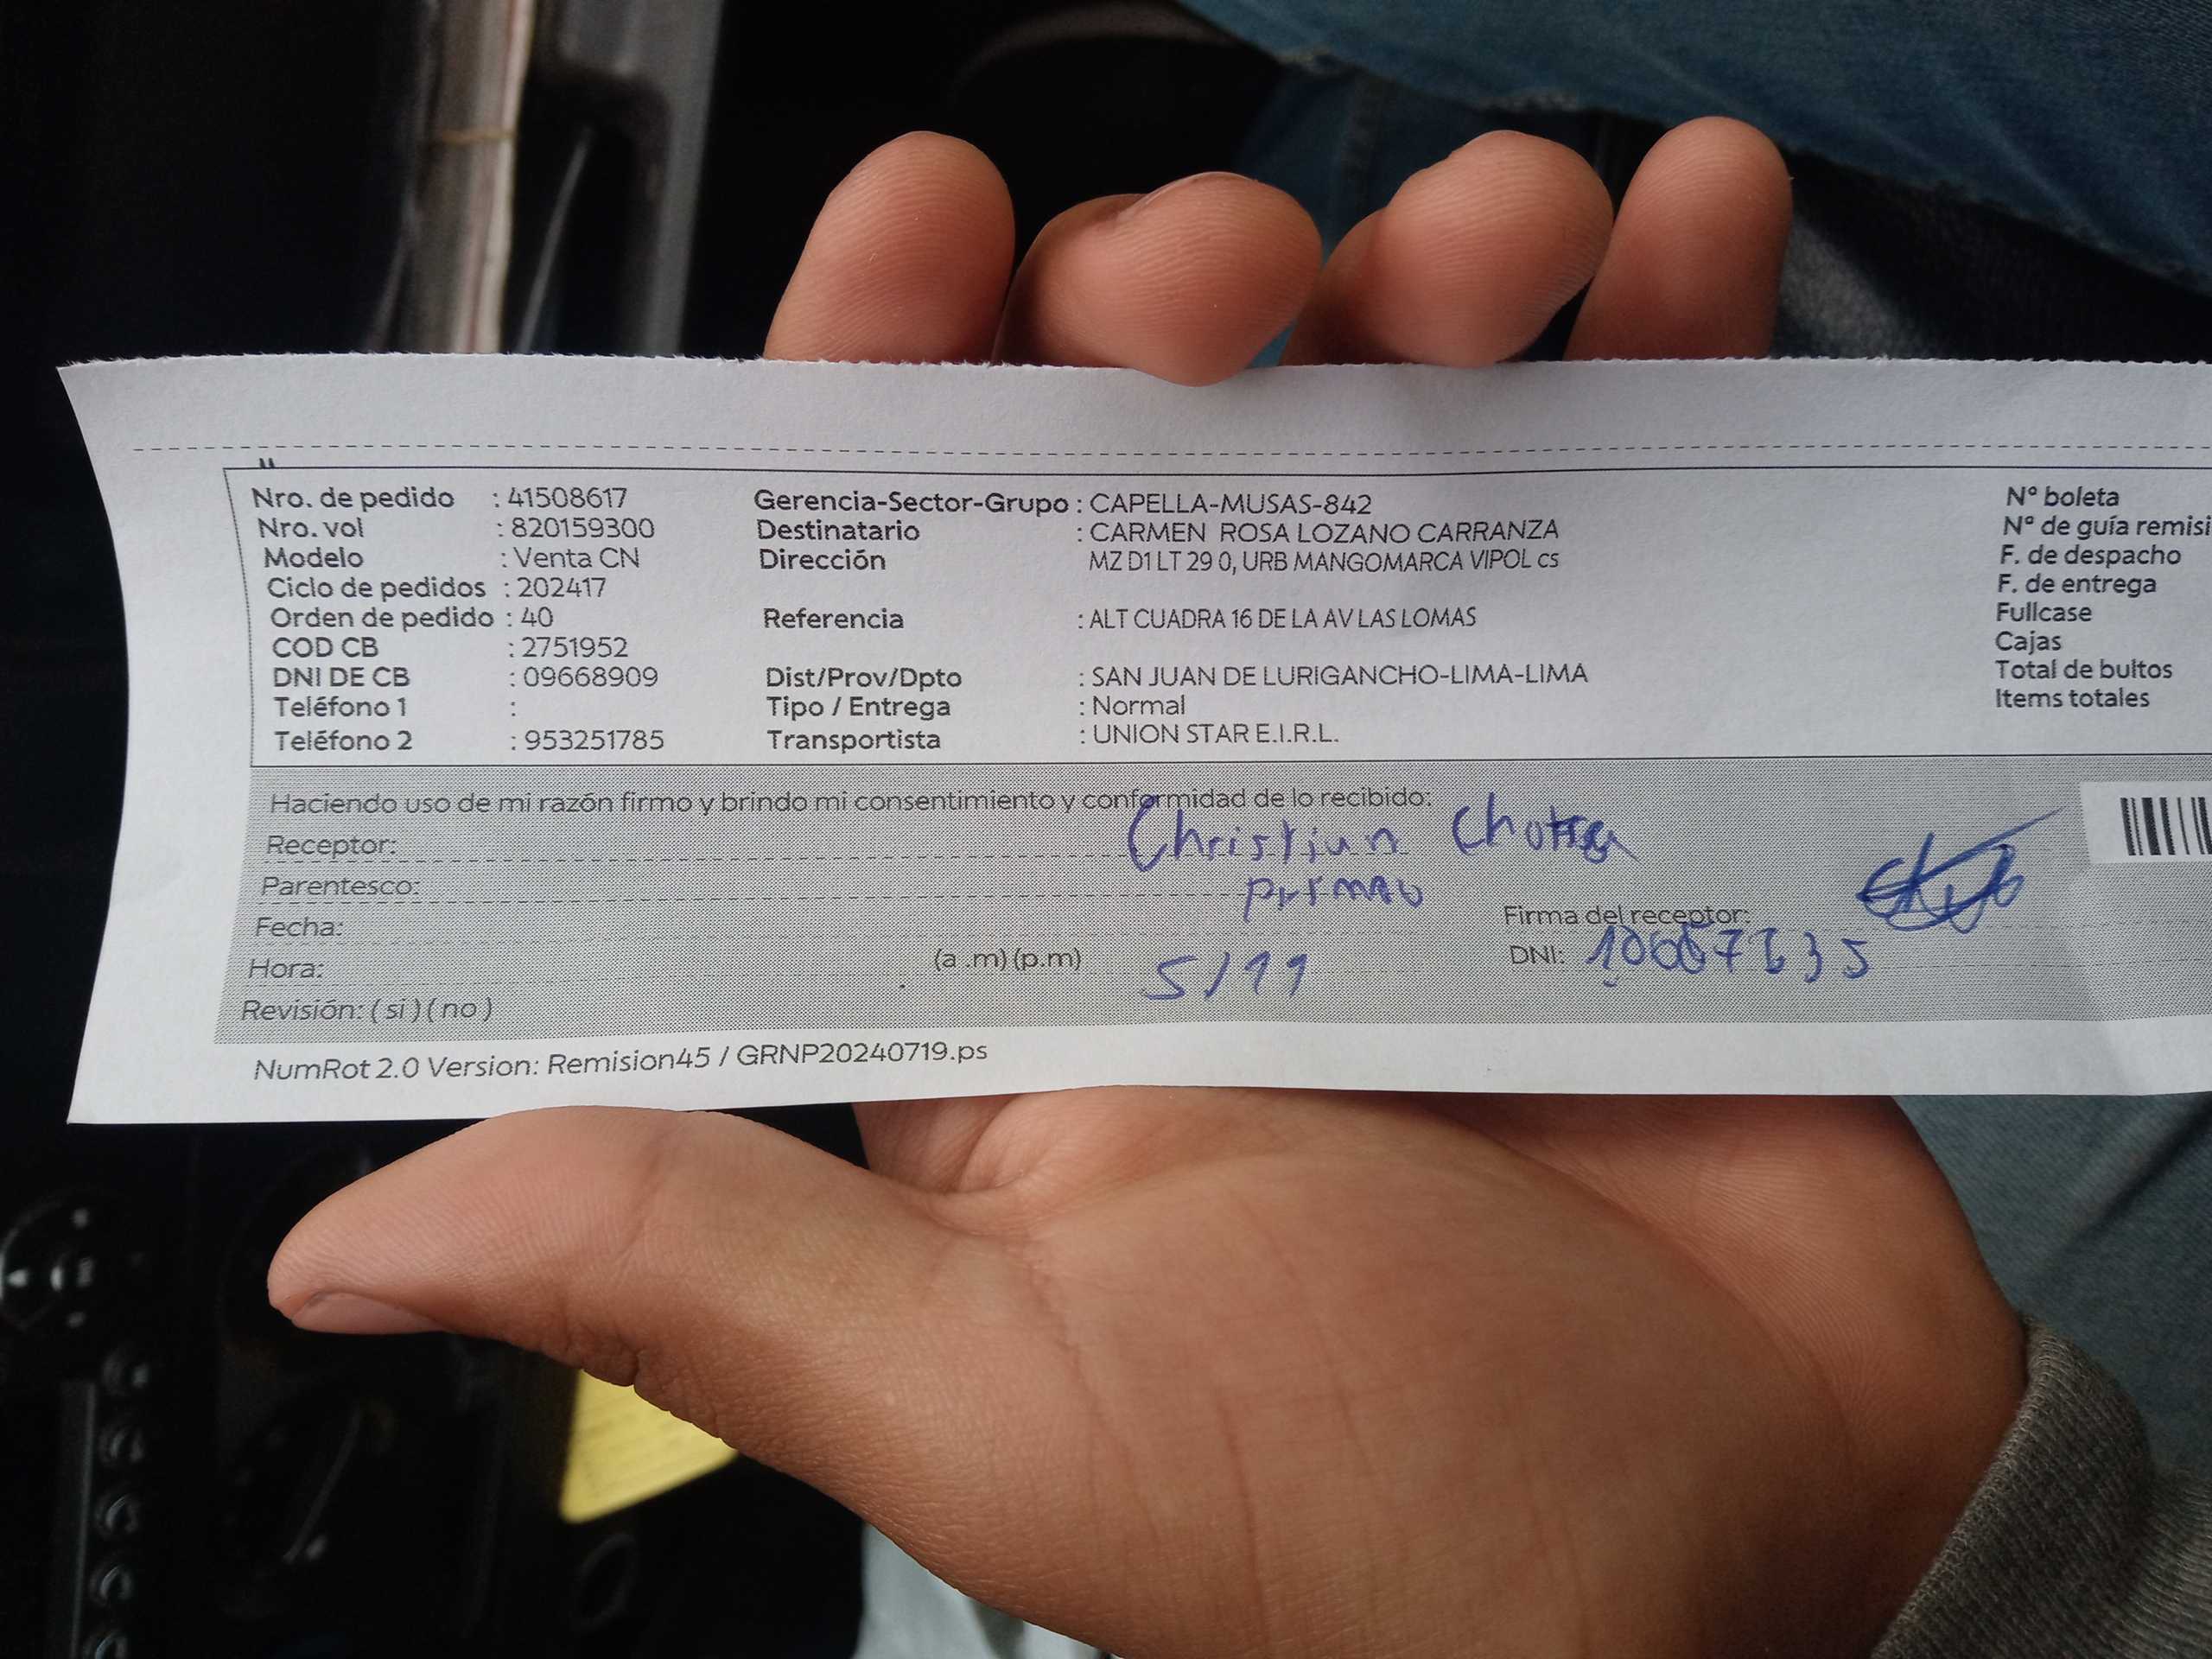 Nro. de pedido : 41508617
Nro. vol : 820159300
Modelo : Venta CN
Ciclo de pedidos : 202417
Orden de pedido : 40
COD CB : 2751952
DNI DE CB : 09668909
Teléfono 1 :
Teléfono 2 : 953251785
Gerencia-Sector-Grupo : CAPELLA-MUSAS-842
Destinatario : CARMEN ROSA LOZANO CARRANZA
Dirección MZ D1 LT 29 0, URB MANGOMARCA VIPOL cs
Referencia : ALT CUADRA 16 DE LA AV LAS LOMAS
Dist/Prov/Dpto : SAN JUAN DE LURIGANCHO-LIMA-LIMA
Tipo / Entrega : Normal
Transportista : UNION STAR E.I.R.L.
N° boleta
N° de guía remisi
F. de despacho
F. de entrega
Fullcase
Cajas
Total de bultos
Items totales
Haciendo uso de mi razón firmo y brindo mi consentimiento y conformidad de lo recibido:
Receptor: Christian
Parentesco:
Fecha:
Hora: (a .m) (p.m) 5/11
Revisión: ( si ) ( no )
Firma del receptor:
DNI:
NumRot 2.0 Version: Remision45 / GRNP20240719.ps